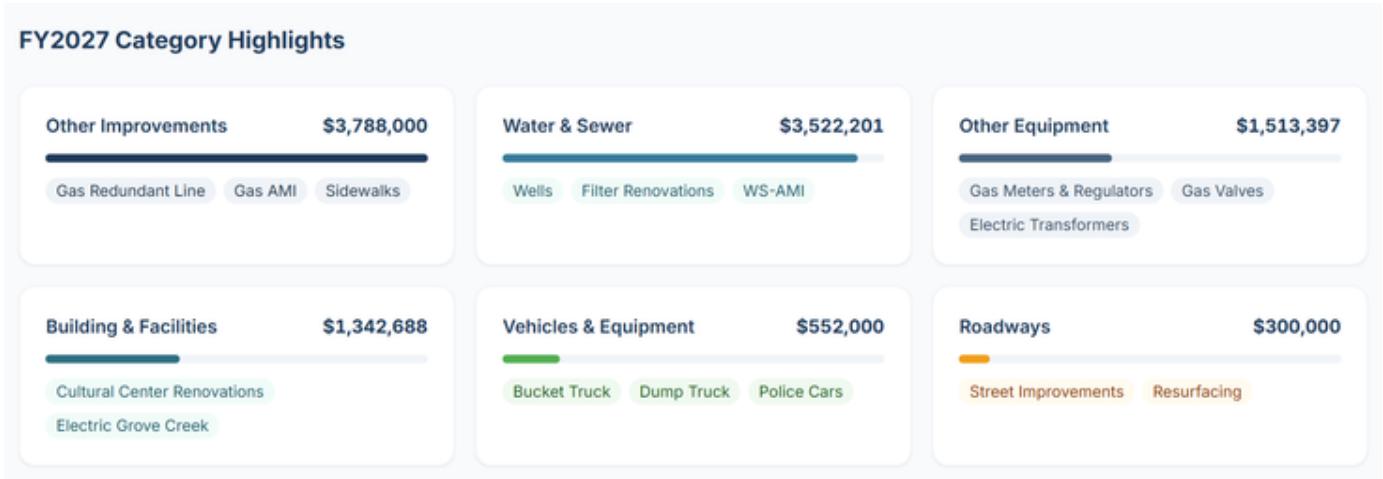 FY2027 Category Highlights
Other Improvements $3,788,000
Gas Redundant Line Gas AMI Sidewalks
Water & Sewer $3,522,201
Wells Filter Renovations WS-AMI
Other Equipment $1,513,397
Gas Meters & Regulators Gas Valves
Electric Transformers
Building & Facilities $1,342,688
Cultural Center Renovations
Electric Grove Creek
Vehicles & Equipment $552,000
Bucket Truck Dump Truck Police Cars
Roadways $300,000
Street Improvements Resurfacing